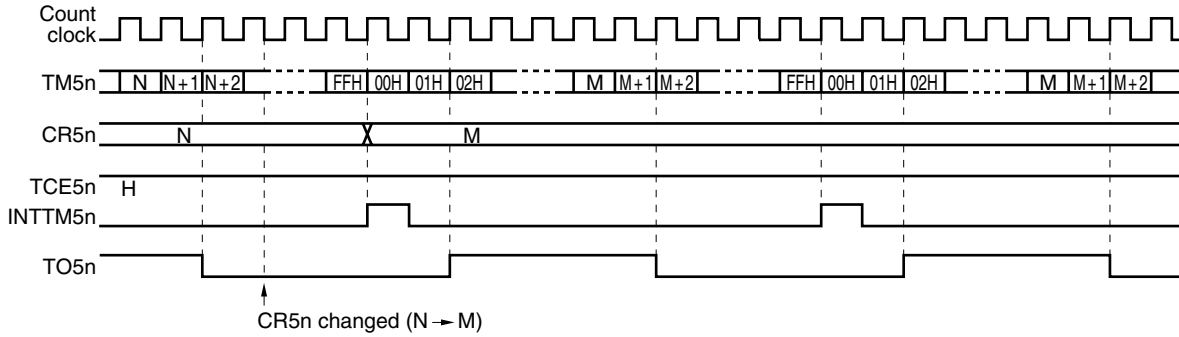 Count
clock
TM5n N N+1 N+2 FFH 00H 01H 02H M M+1 M+2 FFH 00H 01H 02H M M+1 M+2
CR5n N M
TCE5n H
INTTM5n
TO5n
CR5n changed (N → M)